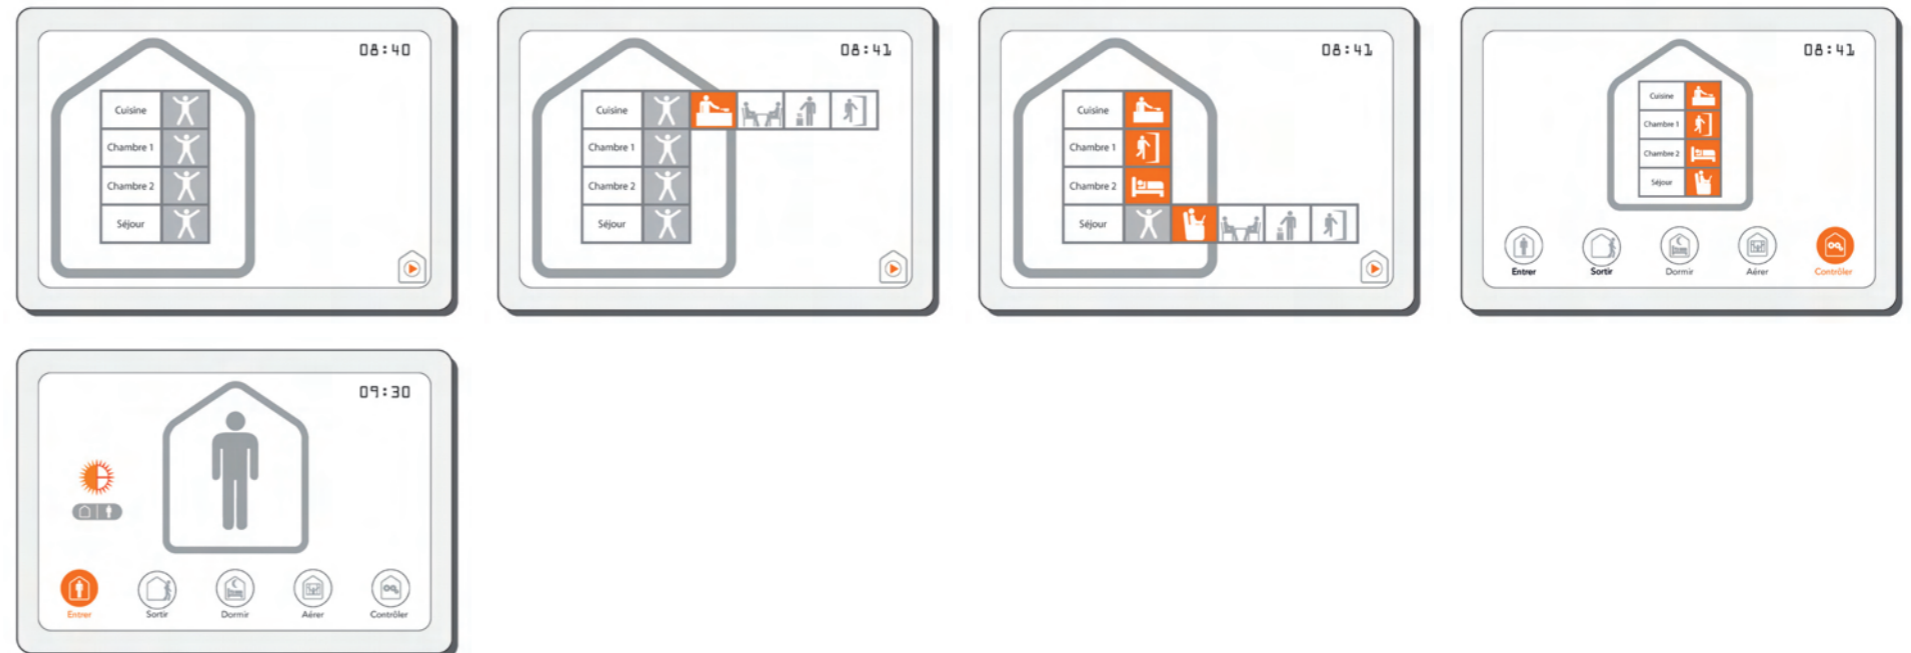 08:40
Cuisine
Chambre 1
Chambre 2
Séjour
08:41
Cuisine
Chambre 1
Chambre 2
Séjour
08:41
Cuisine
Chambre 1
Chambre 2
Séjour
08:41
Cuisine
Chambre 1
Chambre 2
Séjour
Entrer
Sortir
Dormir
Aérer
Contrôler
09:30
Entrer
Sortir
Dormir
Aérer
Contrôler